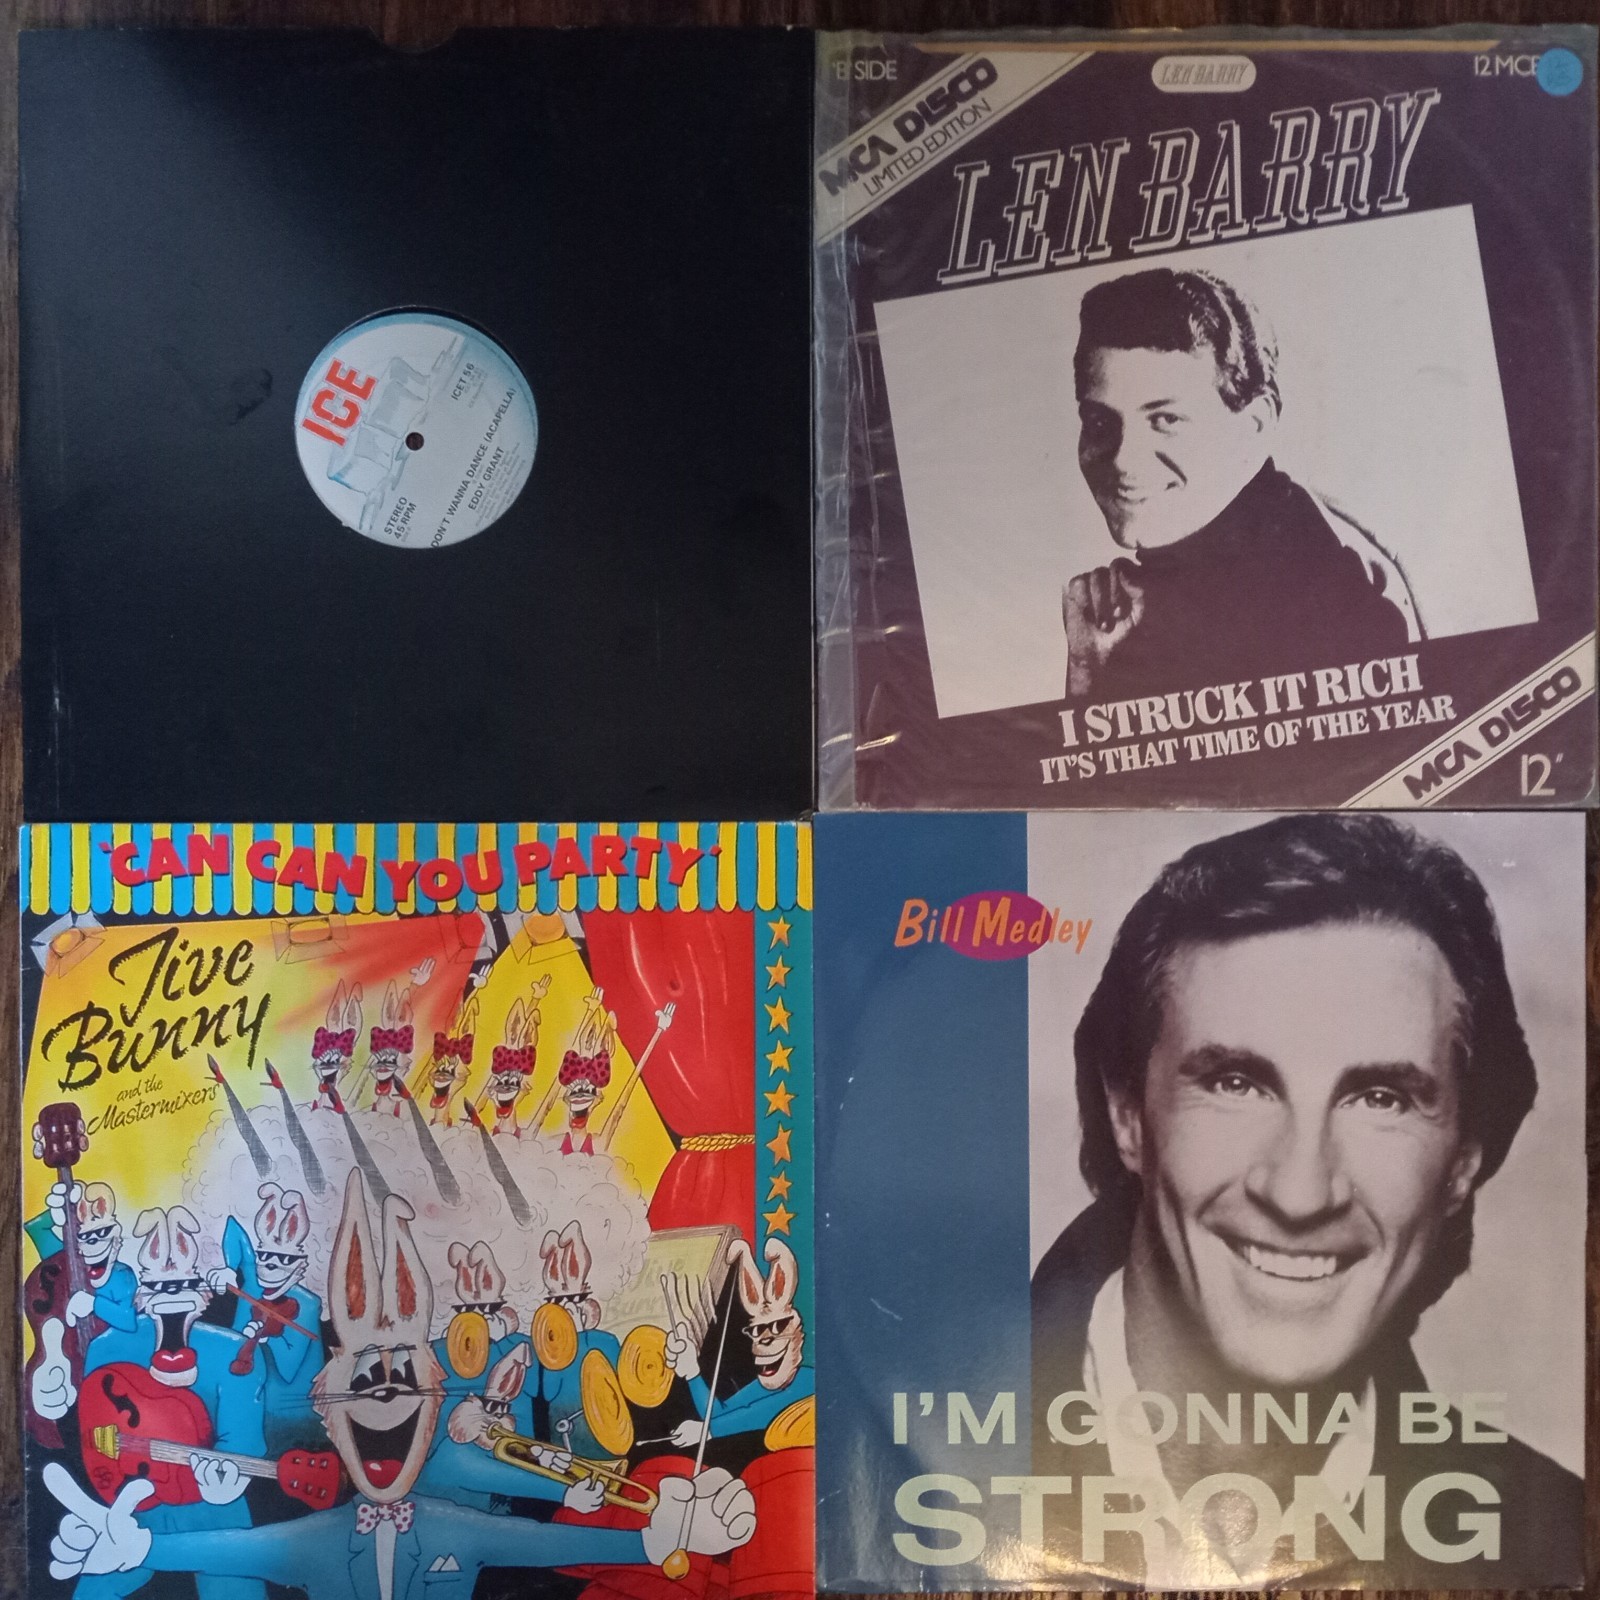 ICE
ICET 56
STEREO
45 RPM
DON'T WANNA DANCE (ACAPELLA)
EDDY GRANT
'B' SIDE
LEN BARRY
MCA DISCO
LIMITED EDITION
LEN BARRY
I STRUCK IT RICH
IT'S THAT TIME OF THE YEAR
MCA DISCO
12"
'CAN CAN YOU PARTY'
Jive
Bunny
and the
Mastermixers
Jive
Bunny
Bill Medley
I'M GONNA BE
STRONG